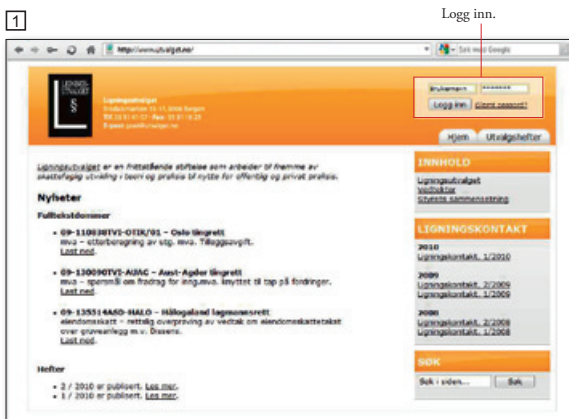 Logg inn.
1
http://www.utvalget.no/
Søk med Google
LIGNINGS-
UTVALGET
§
Ligningsutvalget
Brukernavn
Logg inn Glemt passord?
Hjem Utvalgshefter
Ligningsutvalget er en frittstående stiftelse som arbeider til fremme av
skattefaglig utvikling i teori og praksis til nytte for offentlig og privat praksis.
Nyheter
Fulltekstdommer
09-110838TVI-OTIR/01 – Oslo tingrett
mva – etterberegning av utg. mva. Tilleggsavgift.
Last ned.
09-130090TVI-AUAG – Aust-Agder tingrett
mva – spørsmål om fradrag for inng.mva. knyttet til tap på fordringer.
Last ned.
09-135514ASD-HALO – Hålogaland lagmannsrett
eiendomsskatt – rettslig overprøving av vedtak om eiendomsskattetakst
over gruveanlegg m.v. Dissens.
Last ned.
Hefter
2 / 2010 er publisert. Les mer.
1 / 2010 er publisert. Les mer.
INNHOLD
Ligningsutvalget
Vedtekter
Styrets sammensetning
LIGNINGSKONTAKT
2010
Ligningskontakt, 1/2010
2009
Ligningskontakt, 2/2009
Ligningskontakt, 1/2009
2008
Ligningskontakt, 2/2008
Ligningskontakt, 1/2008
SØK
Søk i siden... Søk